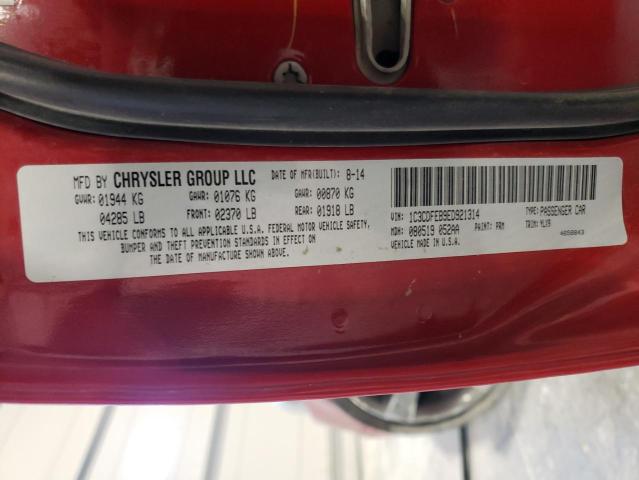 MFD BY CHRYSLER GROUP LLC DATE OF MFR(BUILT): 8-14
GVWR: 01944 KG GAWR: 01076 KG GAWR: 00870 KG
04285 LB FRONT: 02370 LB REAR: 01918 LB
THIS VEHICLE CONFORMS TO ALL APPLICABLE U.S.A. FEDERAL MOTOR VEHICLE SAFETY,
BUMPER AND THEFT PREVENTION STANDARDS IN EFFECT ON
THE DATE OF MANUFACTURE SHOWN ABOVE.
VIN: 1C3CDFEB9ED921314 TYPE: PASSENGER CAR
MDH: 080519 052AA PAINT: PRM TRIM: YLX9
VEHICLE MADE IN U.S.A.